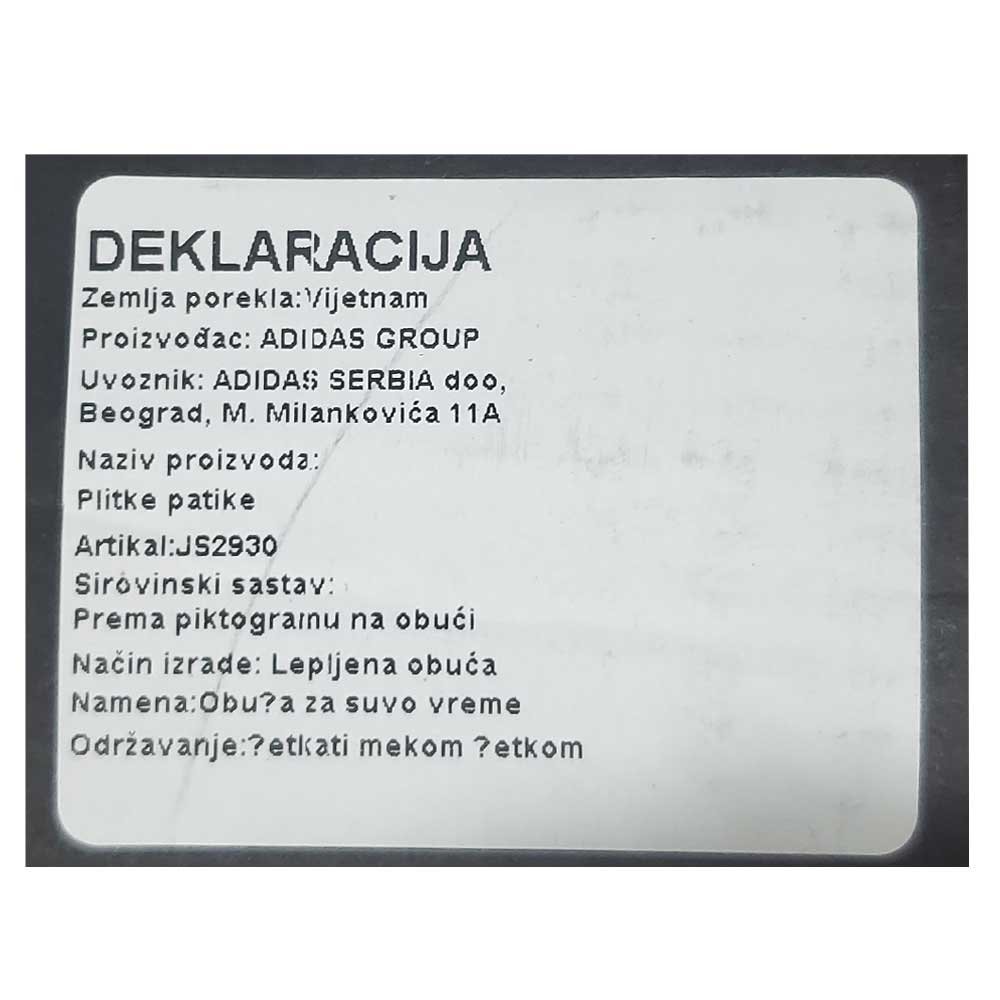 DEKLARACIJA
Zemlja porekla:Vijetnam
Proizvođac: ADIDAS GROUP
Uvoznik: ADIDAS SERBIA doo,
Beograd, M. Milankovića 11A
Naziv proizvoda:
Plitke patike
Artikal:JS2930
Sirovinski sastav:
Prema piktogramu na obući
Način izrade: Lepljena obuća
Namena:Obu?a za suvo vreme
Održavanje:?etkati mekom ?etkom